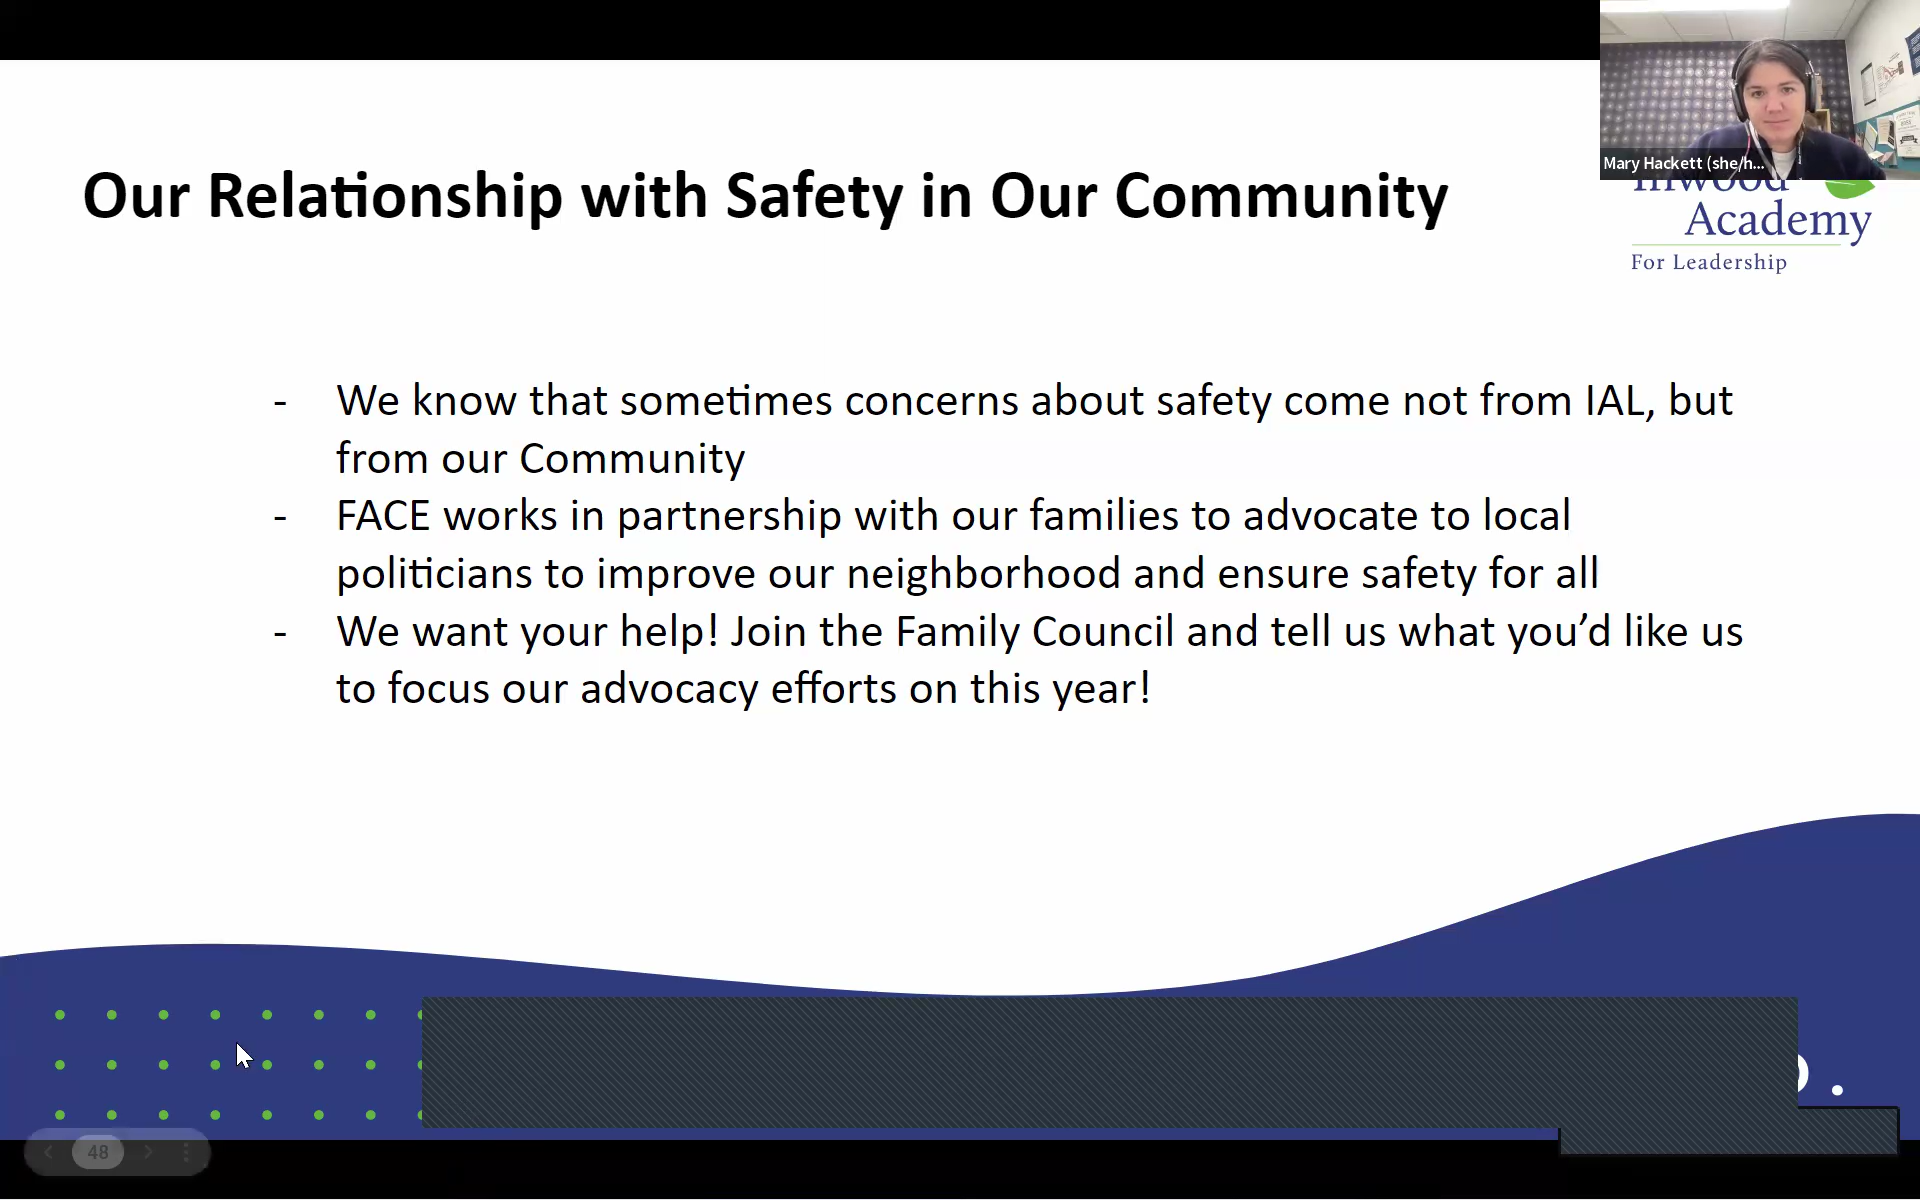 Our Relationship with Safety in Our Community
Mary Hackett (she/h...
Inwood
Academy
For Leadership
- We know that sometimes concerns about safety come not from IAL, but
from our Community
- FACE works in partnership with our families to advocate to local
politicians to improve our neighborhood and ensure safety for all
- We want your help! Join the Family Council and tell us what you’d like us
to focus our advocacy efforts on this year!
48